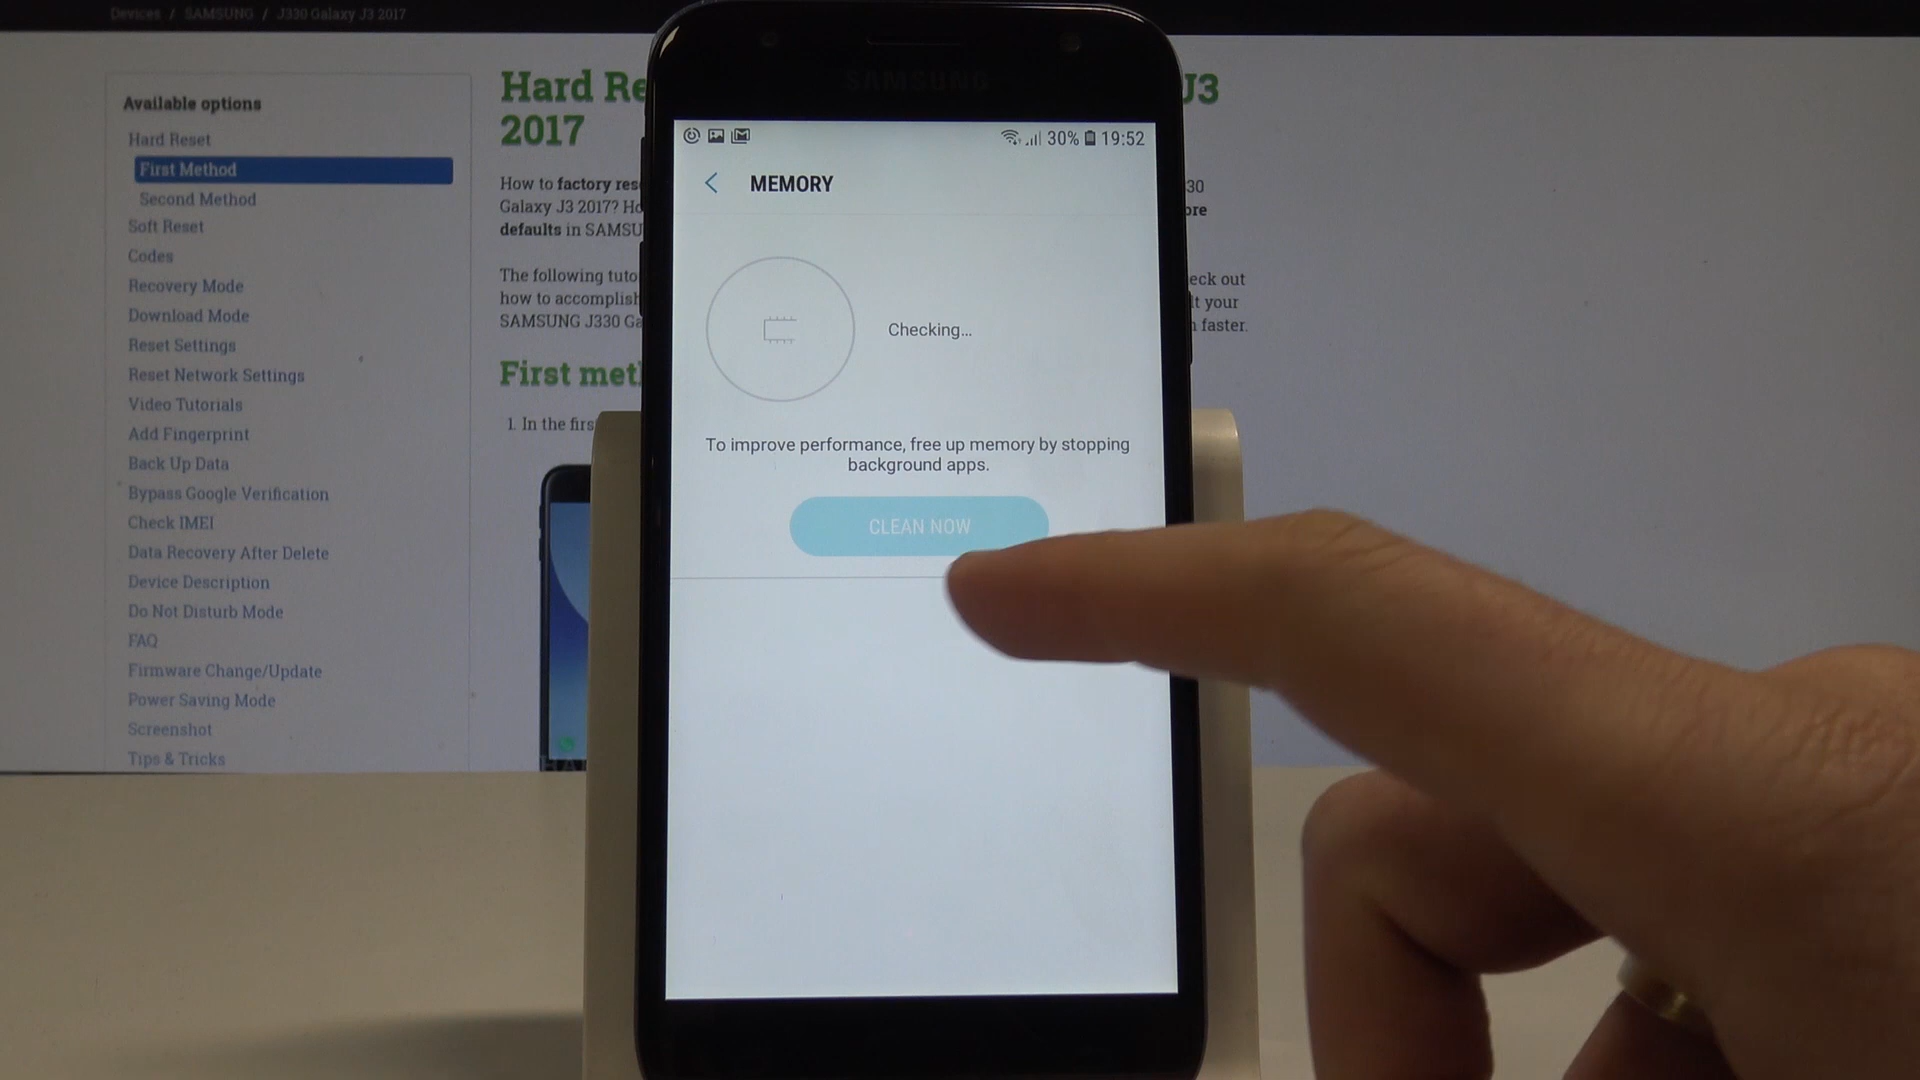 Devices / SAMSUNG / J330 Galaxy J3 2017
Available options
Hard Reset
First Method
Second Method
Soft Reset
Codes
Recovery Mode
Download Mode
Reset Settings
Reset Network Settings
Video Tutorials
Add Fingerprint
Back Up Data
Bypass Google Verification
Check IMEI
Data Recovery After Delete
Device Description
Do Not Disturb Mode
FAQ
Firmware Change/Update
Power Saving Mode
Screenshot
Tips & Tricks
Hard Re J3
2017
How to factory res 30
Galaxy J3 2017? Ho ore
defaults in SAMSU
The following tuto eck out
how to accomplish lt your
SAMSUNG J330 Ga n faster.
First met
1. In the firs
SAMSUNG
30% 19:52
MEMORY
Checking...
To improve performance, free up memory by stopping
background apps.
CLEAN NOW